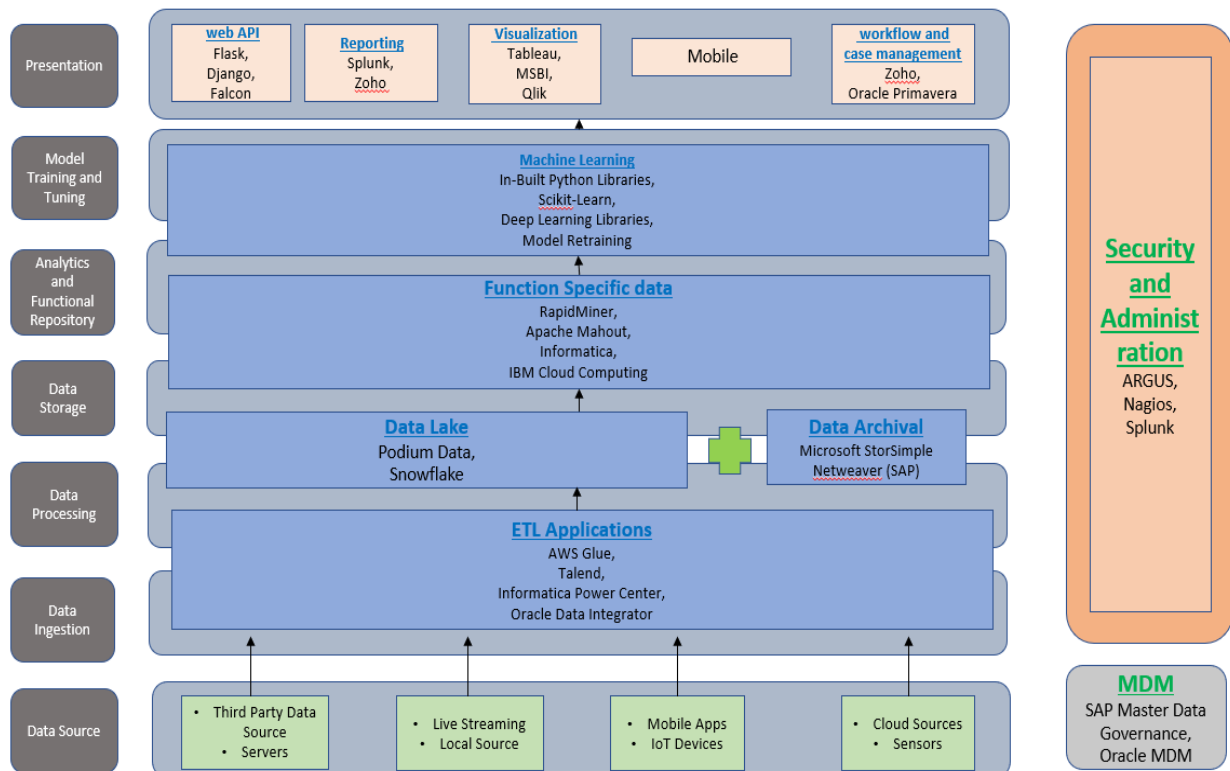 Presentation
web API
Flask,
Django,
Falcon
Reporting
Splunk,
Zoho
Visualization
Tableau,
MSBI,
Qlik
Mobile
workflow and
case management
Zoho,
Oracle Primavera
Model
Training and
Tuning
Machine Learning
In-Built Python Libraries,
Scikit-Learn,
Deep Learning Libraries,
Model Retraining
Analytics
and
Functional
Repository
Function Specific data
RapidMiner,
Apache Mahout,
Informatica,
IBM Cloud Computing
Data
Storage
Data Lake
Podium Data,
Snowflake
Data Archival
Microsoft StorSimple
Netweaver (SAP)
Data
Processing
ETL Applications
AWS Glue,
Talend,
Informatica Power Center,
Oracle Data Integrator
Data
Ingestion
Data Source
• Third Party Data
Source
• Servers
• Live Streaming
• Local Source
• Mobile Apps
• IoT Devices
• Cloud Sources
• Sensors
Security
and
Administ
ration
ARGUS,
Nagios,
Splunk
MDM
SAP Master Data
Governance,
Oracle MDM